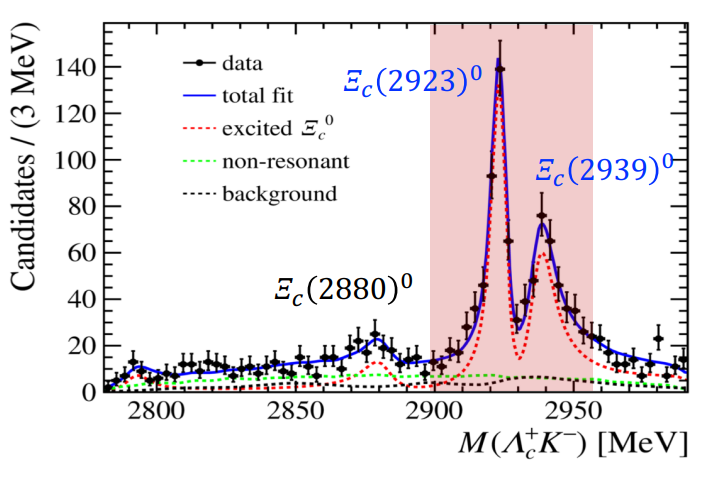 Candidates / (3 MeV)
140
120
100
80
60
40
20
0
data
total fit
excited Ξc0
non-resonant
background
Ξc(2923)0
Ξc(2939)0
Ξc(2880)0
2800
2850
2900
2950
M(Λc+K−) [MeV]